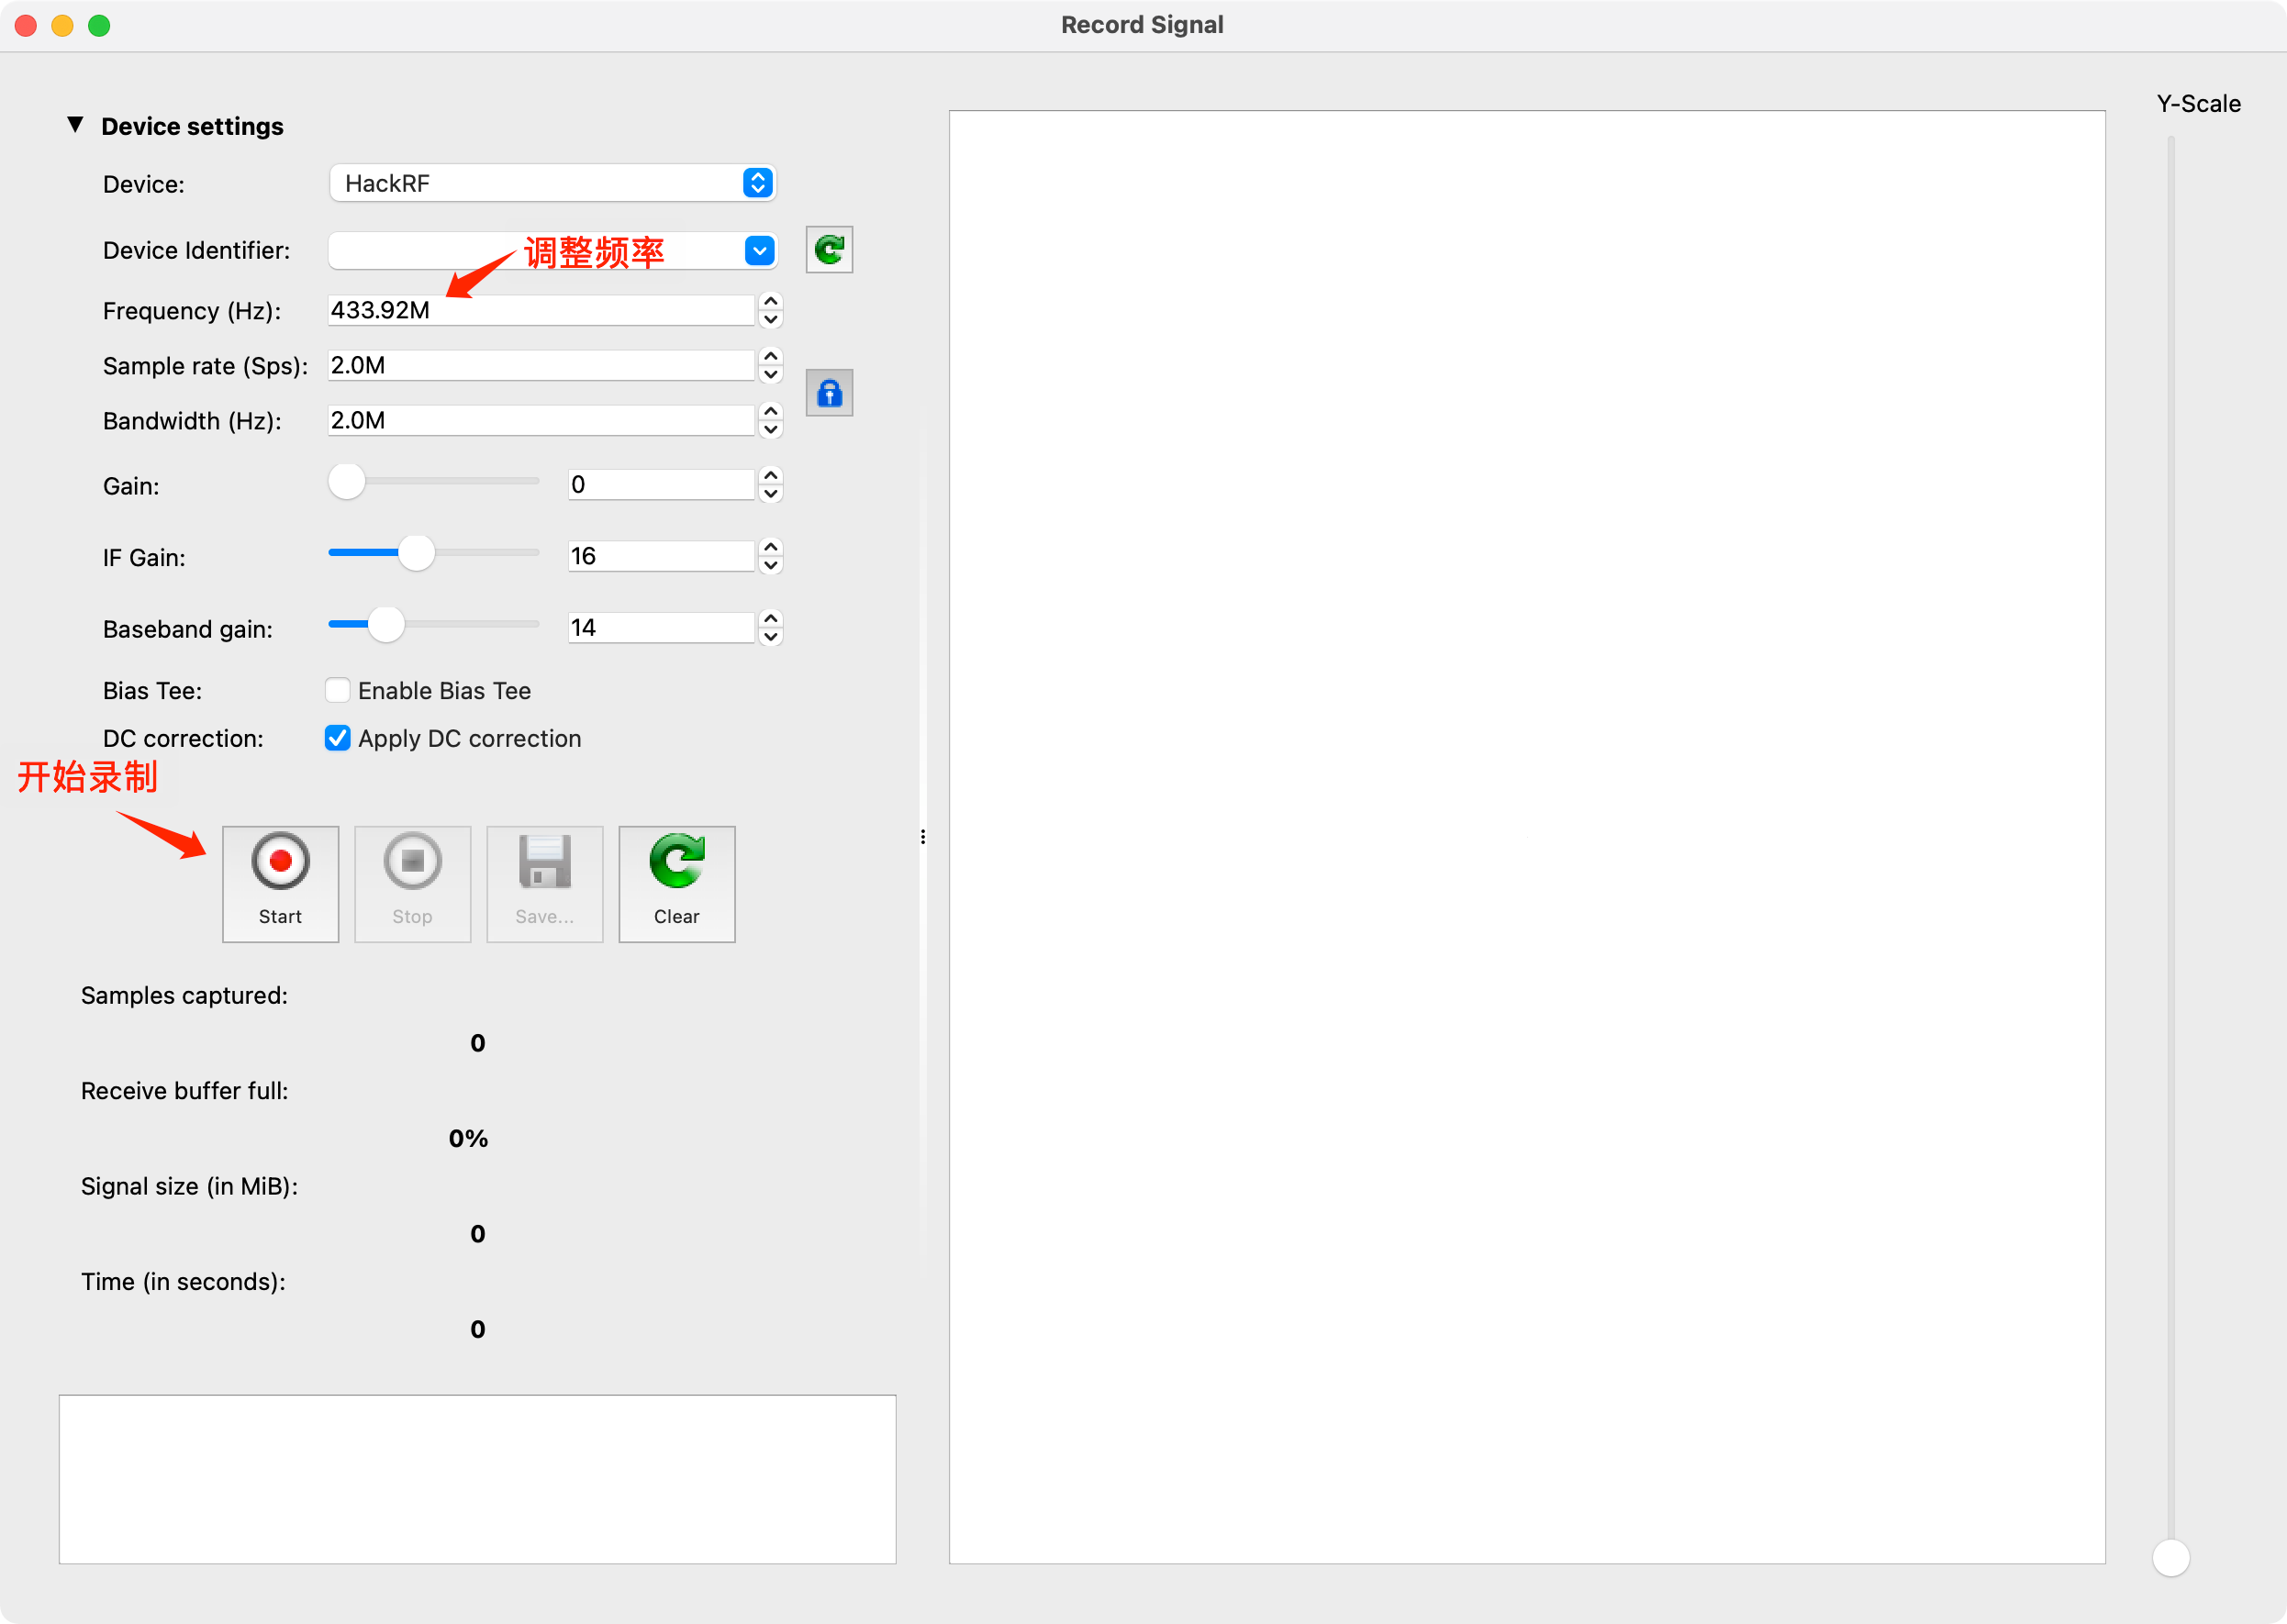 Record Signal
Y-Scale
Device settings
Device: HackRF
Device Identifier: 调整频率
Frequency (Hz): 433.92M
Sample rate (Sps): 2.0M
Bandwidth (Hz): 2.0M
Gain: 0
IF Gain: 16
Baseband gain: 14
Bias Tee: Enable Bias Tee
DC correction: Apply DC correction
开始录制
Start Stop Save... Clear
Samples captured:
0
Receive buffer full:
0%
Signal size (in MiB):
0
Time (in seconds):
0